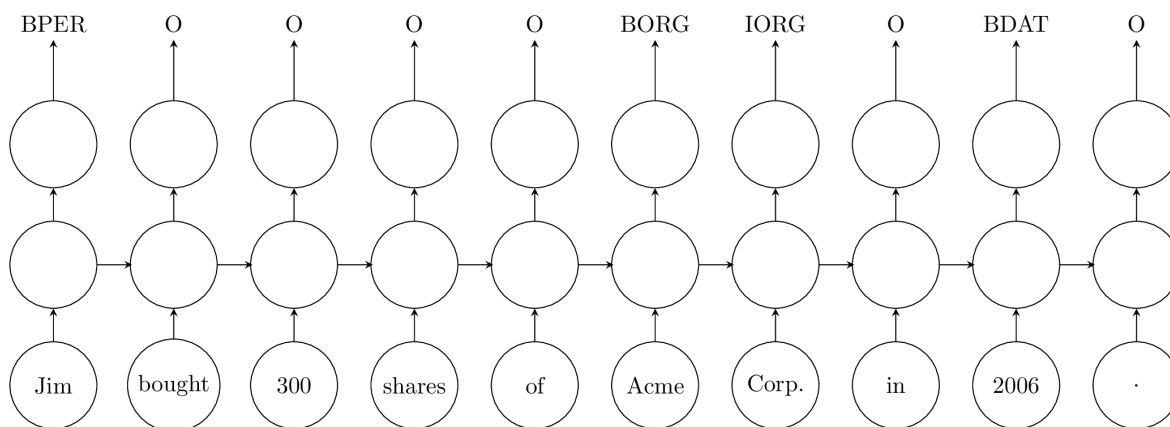 BPER O O O O BORG IORG O BDAT O
Jim bought 300 shares of Acme Corp. in 2006 .